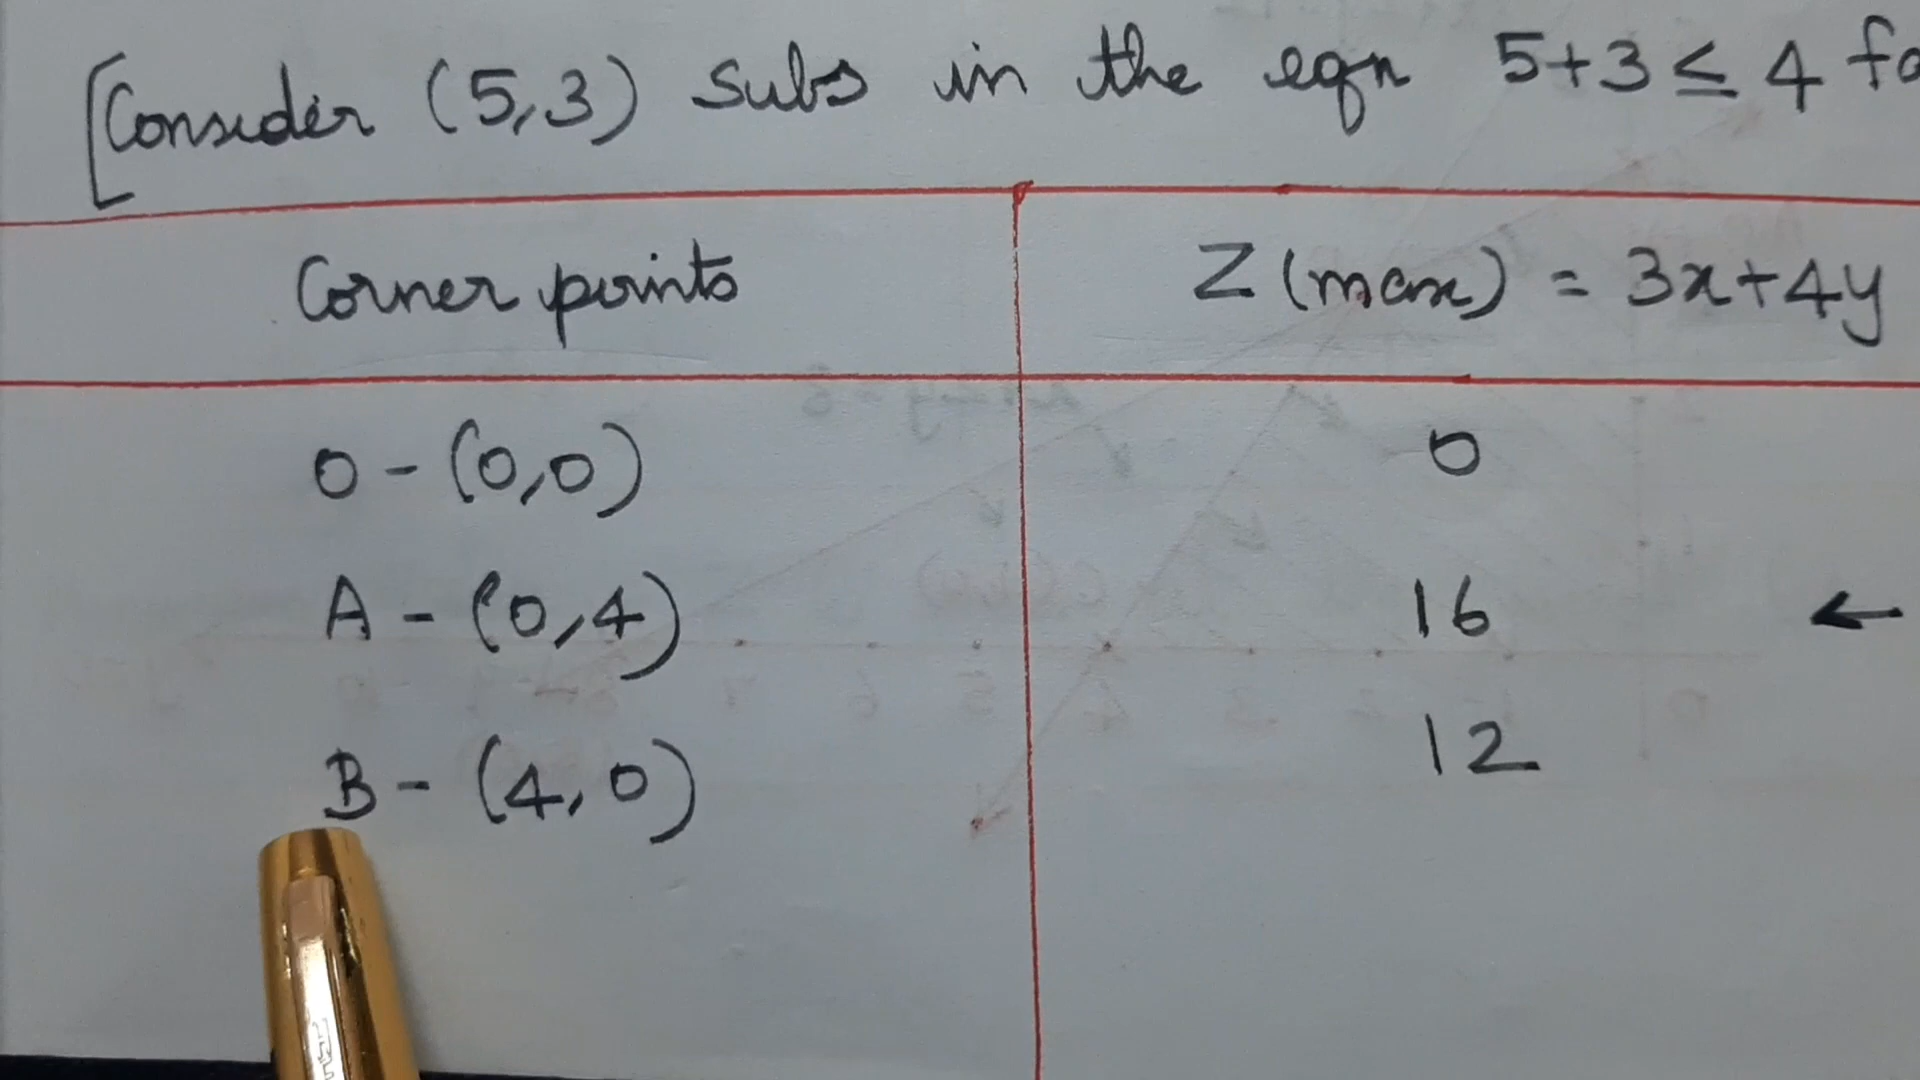 [Consider (5,3) subs in the eqn 5+3 ≤ 4 fa
Corner points Z (max) = 3x+4y
O - (0,0) 0
A - (0,4) 16 ←
B - (4,0) 12